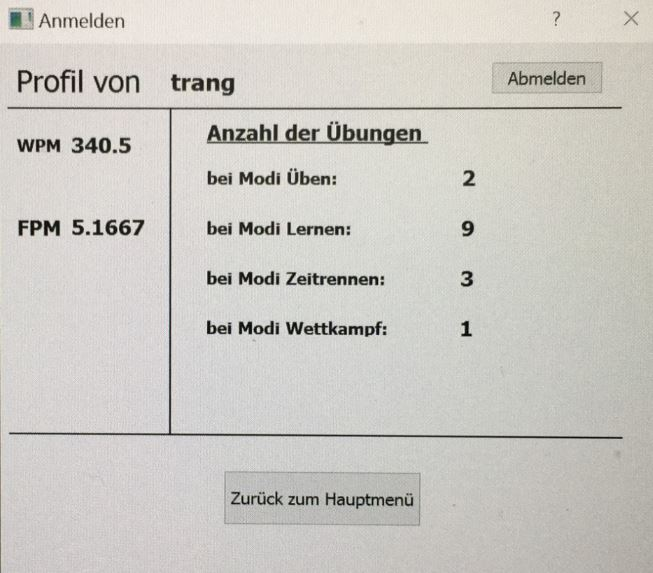 Anmelden ?
Profil von trang Abmelden
WPM 340.5
FPM 5.1667
Anzahl der Übungen
bei Modi Üben: 2
bei Modi Lernen: 9
bei Modi Zeitrennen: 3
bei Modi Wettkampf: 1
Zurück zum Hauptmenü